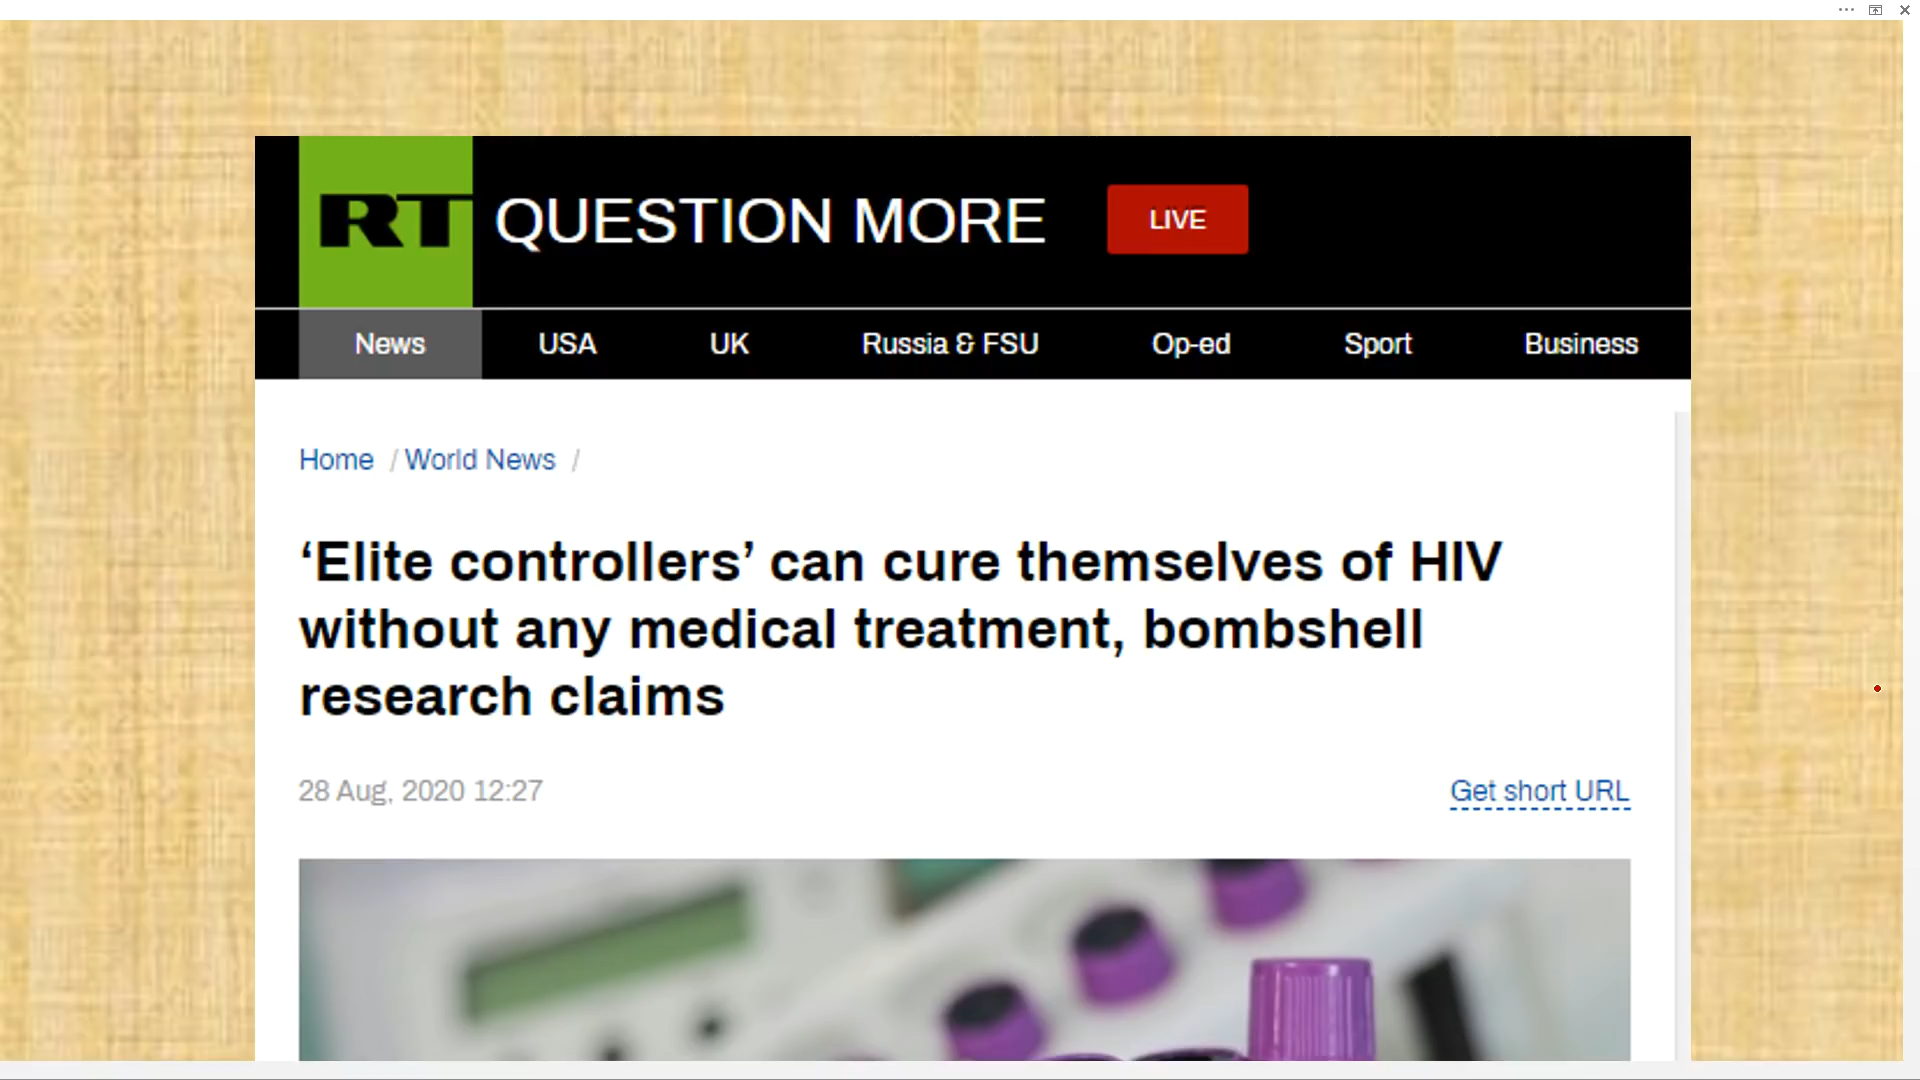 RT QUESTION MORE LIVE
News USA UK Russia & FSU Op-ed Sport Business
Home / World News /
‘Elite controllers’ can cure themselves of HIV
without any medical treatment, bombshell
research claims
28 Aug, 2020 12:27 Get short URL